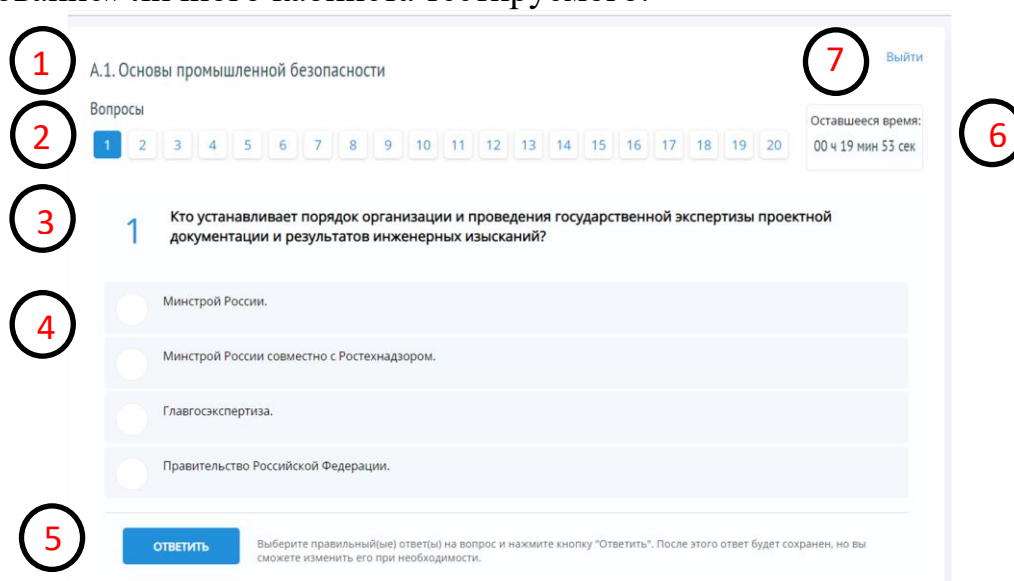 личного кабинета тестируемого.
1
7
Выйти
А.1. Основы промышленной безопасности
Вопросы
Оставшееся время:
2
1 2 3 4 5 6 7 8 9 10 11 12 13 14 15 16 17 18 19 20
00 ч 19 мин 53 сек
6
3
1
Кто устанавливает порядок организации и проведения государственной экспертизы проектной
документации и результатов инженерных изысканий?
4
Минстрой России.
Минстрой России совместно с Ростехнадзором.
Главгосэкспертиза.
Правительство Российской Федерации.
5
ОТВЕТИТЬ
Выберите правильный(ые) ответ(ы) на вопрос и нажмите кнопку "Ответить". После этого ответ будет сохранен, но вы
сможете изменить его при необходимости.